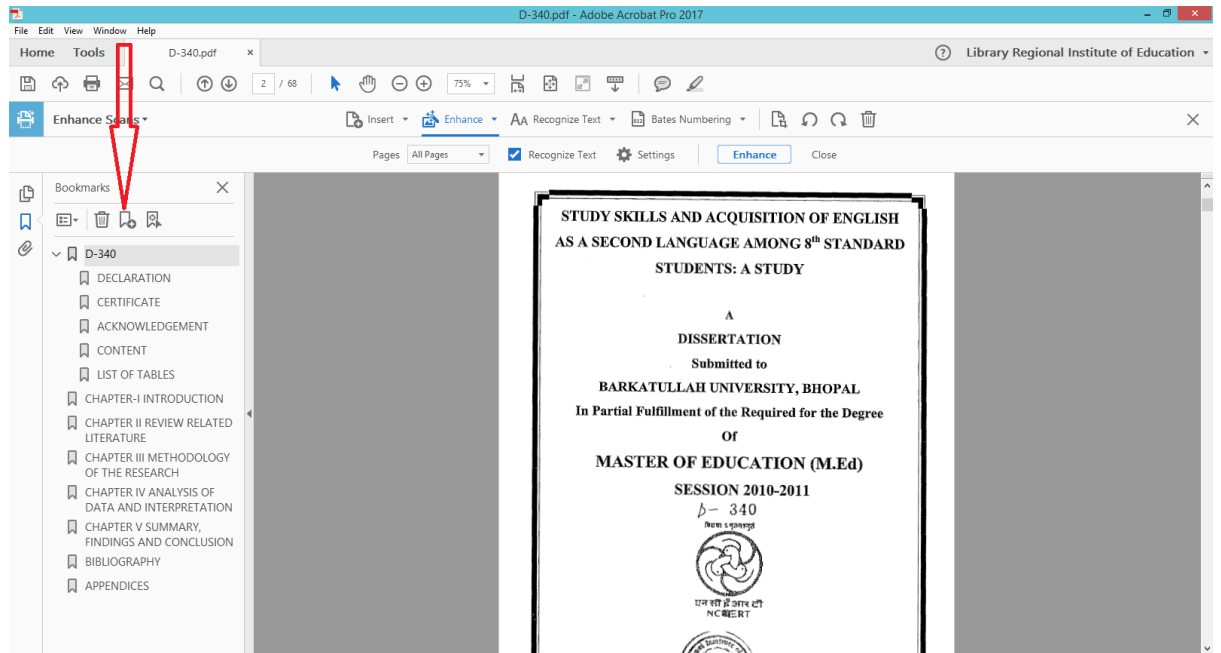 D-340.pdf - Adobe Acrobat Pro 2017
File Edit View Window Help
Home Tools D-340.pdf × Library Regional Institute of Education
2 / 68 75%
Enhance Scans Insert Enhance Recognize Text Bates Numbering
Pages All Pages Recognize Text Settings Enhance Close
Bookmarks
D-340
DECLARATION
CERTIFICATE
ACKNOWLEDGEMENT
CONTENT
LIST OF TABLES
CHAPTER-I INTRODUCTION
CHAPTER II REVIEW RELATED
LITERATURE
CHAPTER III METHODOLOGY
OF THE RESEARCH
CHAPTER IV ANALYSIS OF
DATA AND INTERPRETATION
CHAPTER V SUMMARY,
FINDINGS AND CONCLUSION
BIBLIOGRAPHY
APPENDICES
STUDY SKILLS AND ACQUISITION OF ENGLISH
AS A SECOND LANGUAGE AMONG 8th STANDARD
STUDENTS: A STUDY
A
DISSERTATION
Submitted to
BARKATULLAH UNIVERSITY, BHOPAL
In Partial Fulfillment of the Required for the Degree
Of
MASTER OF EDUCATION (M.Ed)
SESSION 2010-2011
D- 340
एन सी ई आर टी
NCERT